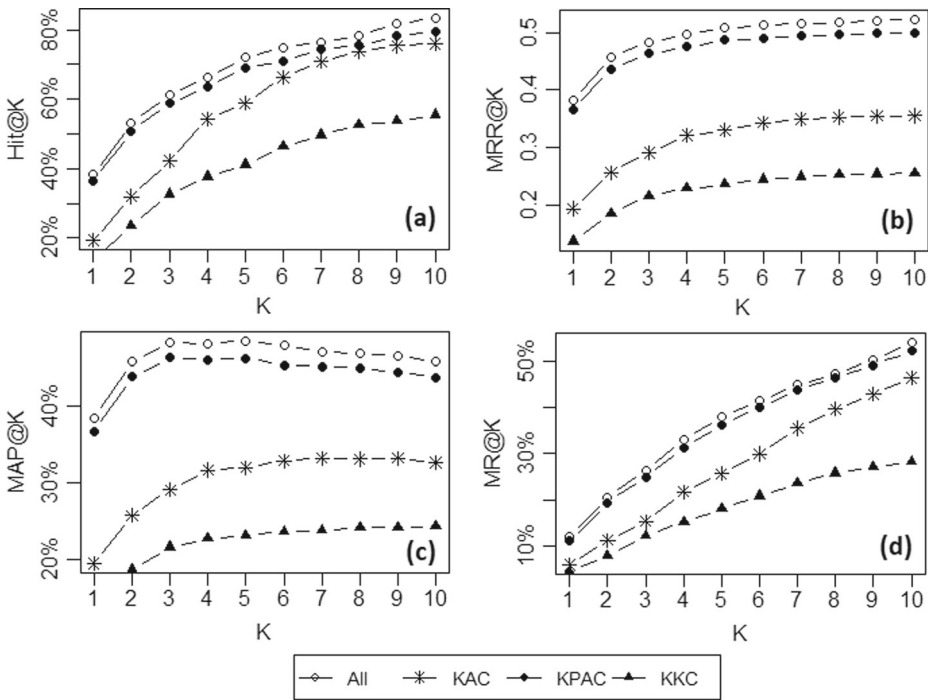 80%
60%
40%
20%
Hit@K
(a)
1 2 3 4 5 6 7 8 9 10
K
0.5
0.4
0.3
0.2
MRR@K
(b)
1 2 3 4 5 6 7 8 9 10
K
40%
30%
20%
MAP@K
(c)
1 2 3 4 5 6 7 8 9 10
K
50%
30%
10%
MR@K
(d)
1 2 3 4 5 6 7 8 9 10
K
All KAC KPAC KKC